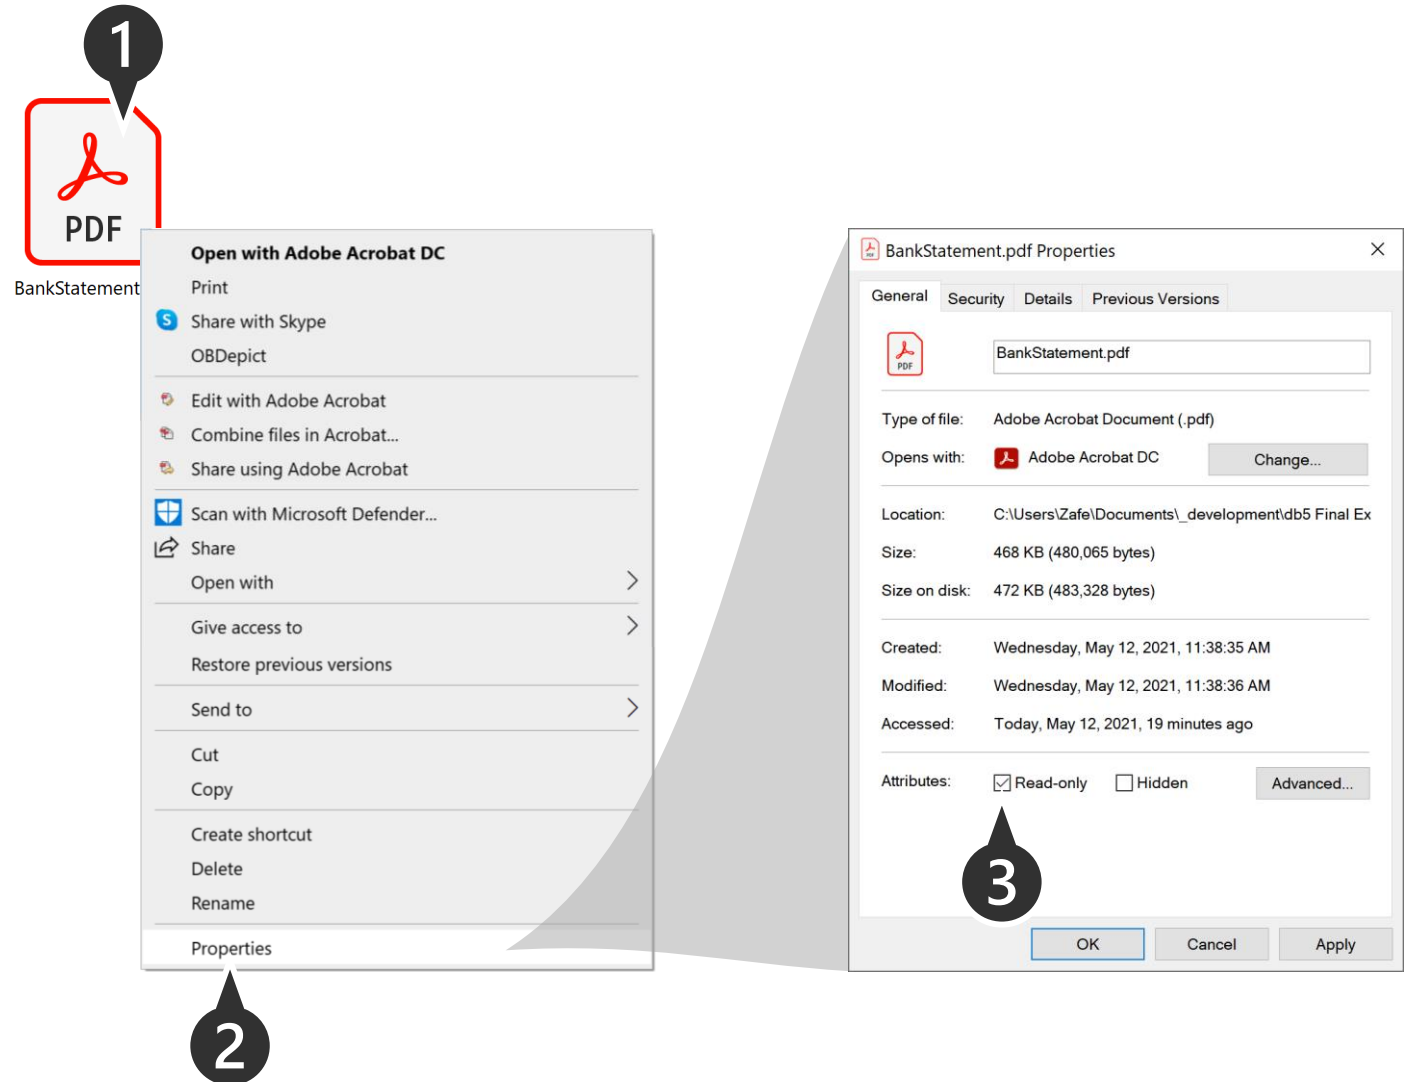 1
PDF
BankStatement
Open with Adobe Acrobat DC
Print
S Share with Skype
OBDepict
Edit with Adobe Acrobat
Combine files in Acrobat...
Share using Adobe Acrobat
Scan with Microsoft Defender...
Share
Open with
Give access to
Restore previous versions
Send to
Cut
Copy
Create shortcut
Delete
Rename
Properties
2
PDF BankStatement.pdf Properties
General Security Details Previous Versions
PDF BankStatement.pdf
Type of file: Adobe Acrobat Document (.pdf)
Opens with: Adobe Acrobat DC Change...
Location: C:\Users\Zafe\Documents\_development\db5 Final Ex
Size: 468 KB (480,065 bytes)
Size on disk: 472 KB (483,328 bytes)
Created: Wednesday, May 12, 2021, 11:38:35 AM
Modified: Wednesday, May 12, 2021, 11:38:36 AM
Accessed: Today, May 12, 2021, 19 minutes ago
Attributes: Read-only Hidden Advanced...
3
OK Cancel Apply